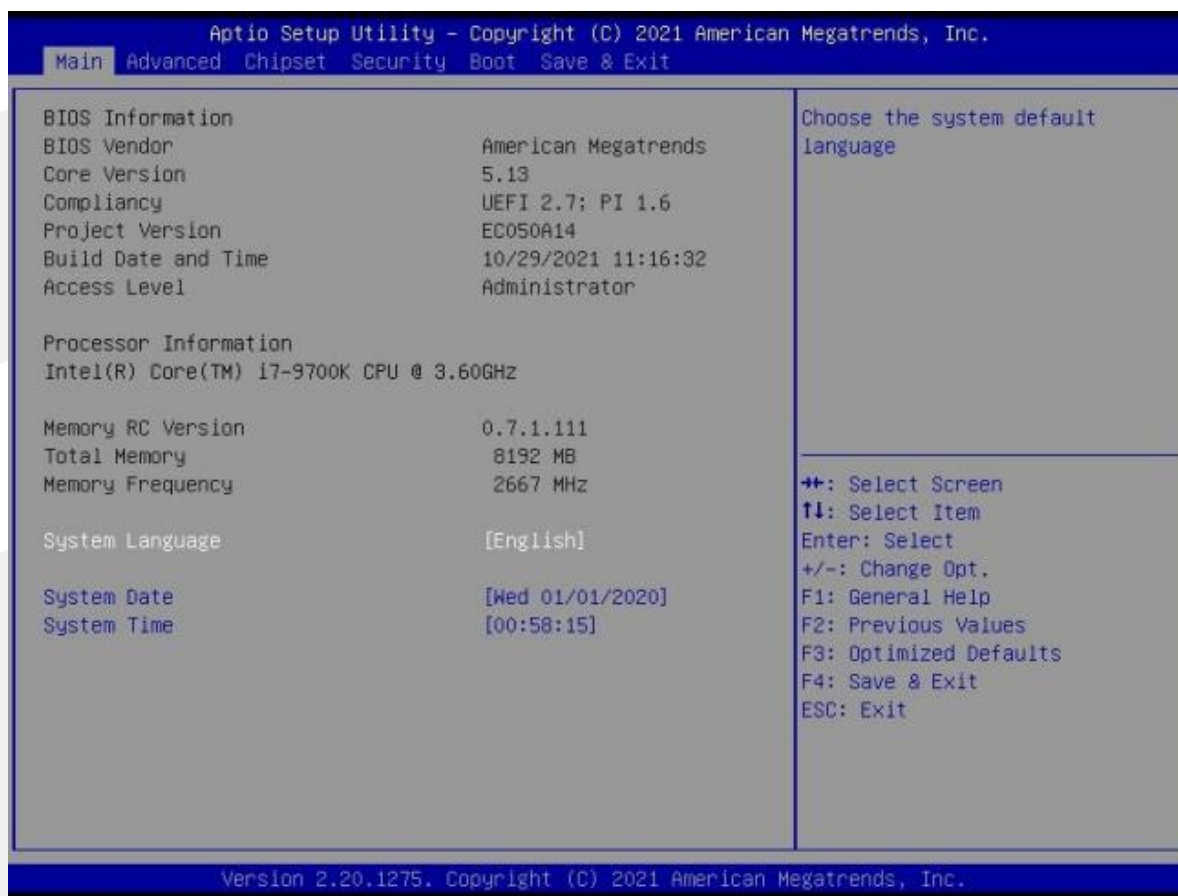 Aptio Setup Utility – Copyright (C) 2021 American Megatrends, Inc.
Main Advanced Chipset Security Boot Save & Exit
BIOS Information
BIOS Vendor American Megatrends
Core Version 5.13
Compliancy UEFI 2.7; PI 1.6
Project Version EC050A14
Build Date and Time 10/29/2021 11:16:32
Access Level Administrator
Processor Information
Intel(R) Core(TM) i7-9700K CPU @ 3.60GHz
Memory RC Version 0.7.1.111
Total Memory 8192 MB
Memory Frequency 2667 MHz
System Language [English]
System Date [Wed 01/01/2020]
System Time [00:58:15]
Choose the system default
language
→←: Select Screen
↑↓: Select Item
Enter: Select
+/-: Change Opt.
F1: General Help
F2: Previous Values
F3: Optimized Defaults
F4: Save & Exit
ESC: Exit
Version 2.20.1275. Copyright (C) 2021 American Megatrends, Inc.